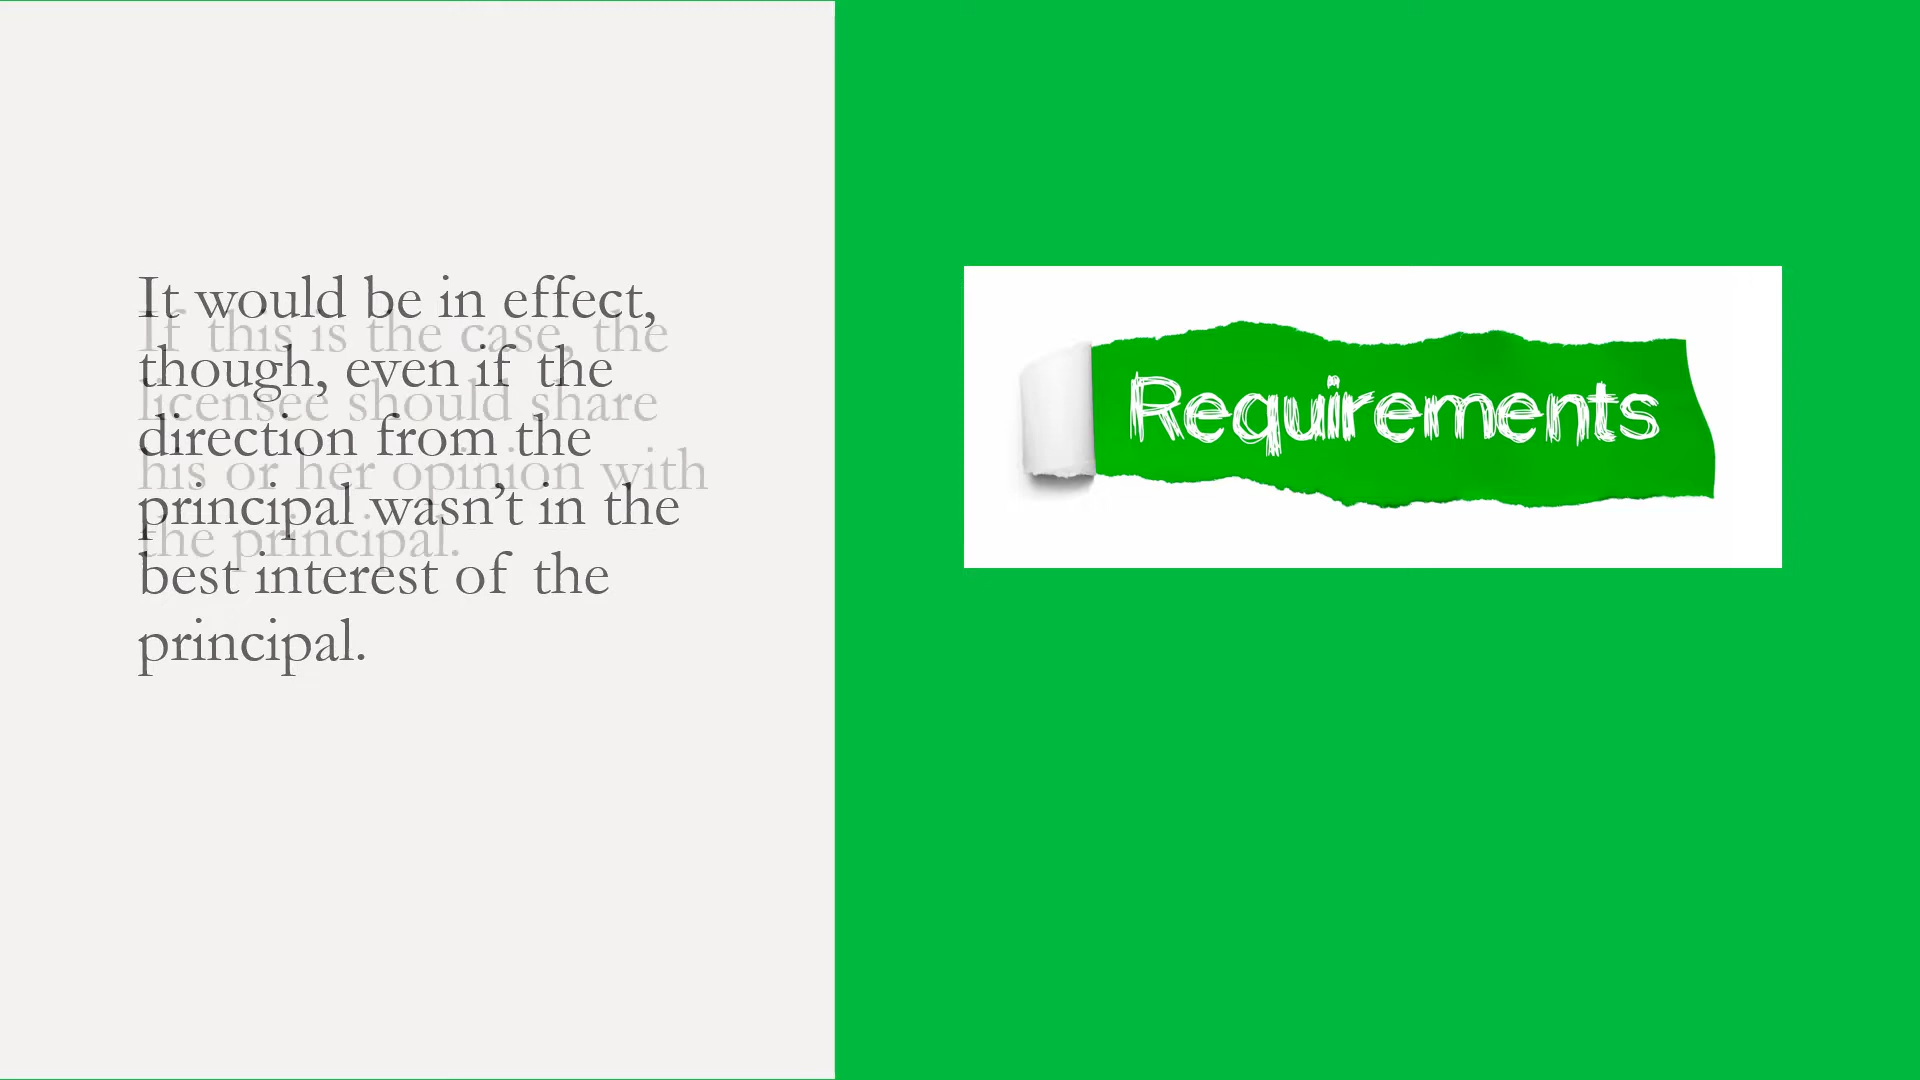 It would be in effect,
though, even if the
direction from the
principal wasn’t in the
best interest of the
principal.
If this is the case, the
licensee should share
his or her opinion with
the principal.
Requirements